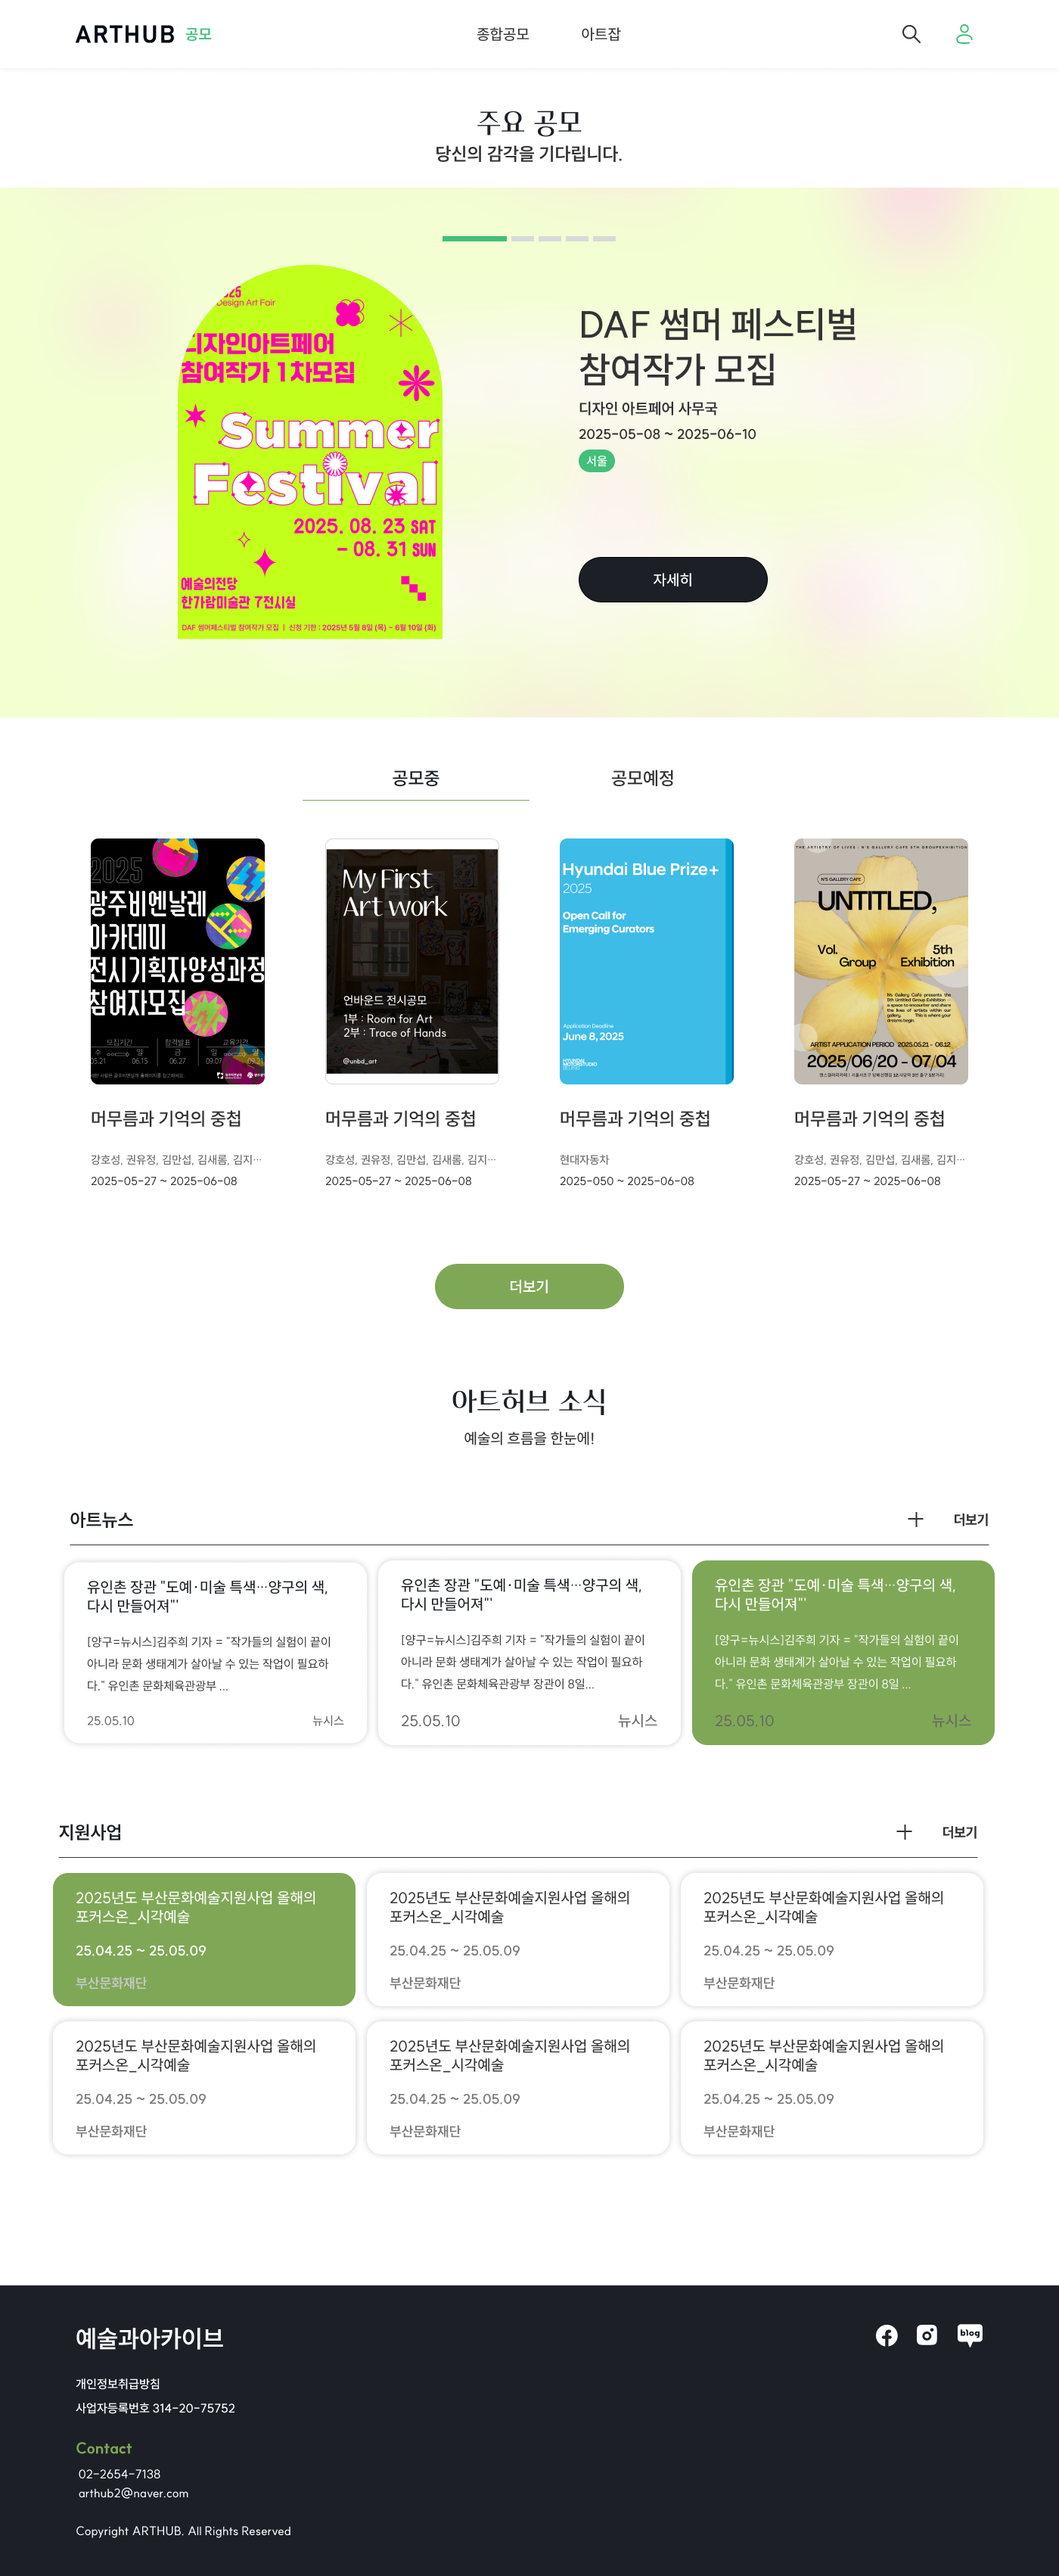 ARTHUB 공모
종합공모
아트잡
주요 공모
당신의 감각을 기다립니다.
Design Art Fair
디자인아트페어
참여작가 1차모집
Summer
Festival
2025. 08. 23 SAT
– 08. 31 SUN
예술의전당
한가람미술관 7전시실
DAF 썸머페스티벌 참여작가 모집 | 신청 기한 : 2025년 5월 8일 (목) - 6월 10일 (화)
DAF 썸머 페스티벌
참여작가 모집
디자인 아트페어 사무국
2025-05-08 ~ 2025-06-10
서울
자세히
공모중
공모예정
2025
광주비엔날레
아카데미
전시기획자양성과정
참여자모집
모집기간
합격발표
교육기간
06.15
06.27
09.07
My First
Art work
언바운드 전시공모
1부 : Room for Art
2부 : Trace of Hands
@unbd_art
Hyundai Blue Prize+
2025
Open Call for
Emerging Curators
Application Deadline
June 8, 2025
THE ARTISTRY OF LIVES - N'S GALLERY CAFE 5TH GROUP EXHIBITION
N'S GALLERY CAFE
UNTITLED,
Vol. 5th
Group Exhibition
ARTIST APPLICATION PERIOD 2025.05.21 - 06.12
2025/06/20 - 07/04
머무름과 기억의 중첩
강호성, 권유정, 김만섭, 김새롬, 김지…
2025-05-27 ~ 2025-06-08
머무름과 기억의 중첩
강호성, 권유정, 김만섭, 김새롬, 김지…
2025-05-27 ~ 2025-06-08
머무름과 기억의 중첩
현대자동차
2025-050 ~ 2025-06-08
머무름과 기억의 중첩
강호성, 권유정, 김만섭, 김새롬, 김지…
2025-05-27 ~ 2025-06-08
더보기
아트허브 소식
예술의 흐름을 한눈에!
아트뉴스
더보기
유인촌 장관 "도예·미술 특색…양구의 색,
다시 만들어져"'
[양구=뉴시스]김주희 기자 = "작가들의 실험이 끝이
아니라 문화 생태계가 살아날 수 있는 작업이 필요하
다." 유인촌 문화체육관광부 ...
25.05.10
뉴시스
유인촌 장관 "도예·미술 특색…양구의 색,
다시 만들어져"'
[양구=뉴시스]김주희 기자 = "작가들의 실험이 끝이
아니라 문화 생태계가 살아날 수 있는 작업이 필요하
다." 유인촌 문화체육관광부 장관이 8일...
25.05.10
뉴시스
유인촌 장관 "도예·미술 특색…양구의 색,
다시 만들어져"'
[양구=뉴시스]김주희 기자 = "작가들의 실험이 끝이
아니라 문화 생태계가 살아날 수 있는 작업이 필요하
다." 유인촌 문화체육관광부 장관이 8일 ...
25.05.10
뉴시스
지원사업
더보기
2025년도 부산문화예술지원사업 올해의
포커스온_시각예술
25.04.25 ~ 25.05.09
부산문화재단
2025년도 부산문화예술지원사업 올해의
포커스온_시각예술
25.04.25 ~ 25.05.09
부산문화재단
2025년도 부산문화예술지원사업 올해의
포커스온_시각예술
25.04.25 ~ 25.05.09
부산문화재단
2025년도 부산문화예술지원사업 올해의
포커스온_시각예술
25.04.25 ~ 25.05.09
부산문화재단
2025년도 부산문화예술지원사업 올해의
포커스온_시각예술
25.04.25 ~ 25.05.09
부산문화재단
2025년도 부산문화예술지원사업 올해의
포커스온_시각예술
25.04.25 ~ 25.05.09
부산문화재단
예술과아카이브
blog
개인정보취급방침
사업자등록번호 314-20-75752
Contact
02-2654-7138
arthub2@naver.com
Copyright ARTHUB. All Rights Reserved